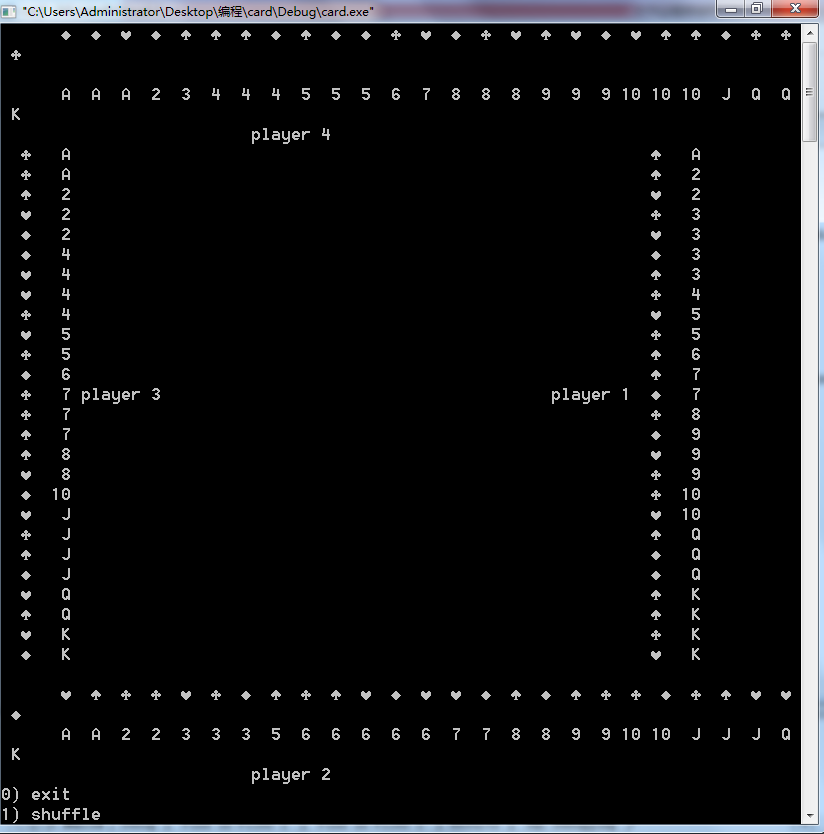 "C:\Users\Administrator\Desktop\编程\card\Debug\card.exe"
♦ ♦ ♥ ♦ ♠ ♠ ♠ ♦ ♠ ♦ ♦ ♣ ♥ ♦ ♣ ♥ ♣ ♥ ♦ ♥ ♠ ♠ ♦ ♣ ♣
♣
A A A 2 3 4 4 4 5 5 5 6 7 8 8 8 9 9 9 10 10 10 J Q Q
K
player 4
♣ A ♠ A
♣ A ♠ 2
♠ 2 ♥ 2
♥ 2 ♣ 3
♦ 2 ♥ 3
♦ 4 ♦ 3
♥ 4 ♠ 3
♥ 4 ♣ 4
♣ 4 ♥ 5
♥ 5 ♣ 5
♣ 5 ♠ 6
♦ 6 ♠ 7
♣ 7 player 3 player 1 ♦ 7
♣ 7 ♣ 8
♠ 7 ♦ 9
♠ 8 ♥ 9
♥ 8 ♣ 9
♦ 10 ♣ 10
♥ J ♥ 10
♣ J ♠ Q
♠ J ♦ Q
♦ J ♦ Q
♥ Q ♠ K
♠ Q ♠ K
♥ K ♣ K
♦ K ♥ K
♥ ♠ ♣ ♣ ♥ ♣ ♦ ♠ ♣ ♠ ♥ ♦ ♥ ♥ ♦ ♠ ♦ ♠ ♣ ♣ ♦ ♣ ♠ ♥ ♥
♦
A A 2 2 3 3 3 5 6 6 6 6 6 7 7 8 8 9 9 10 10 J J J Q
K
player 2
0) exit
1) shuffle